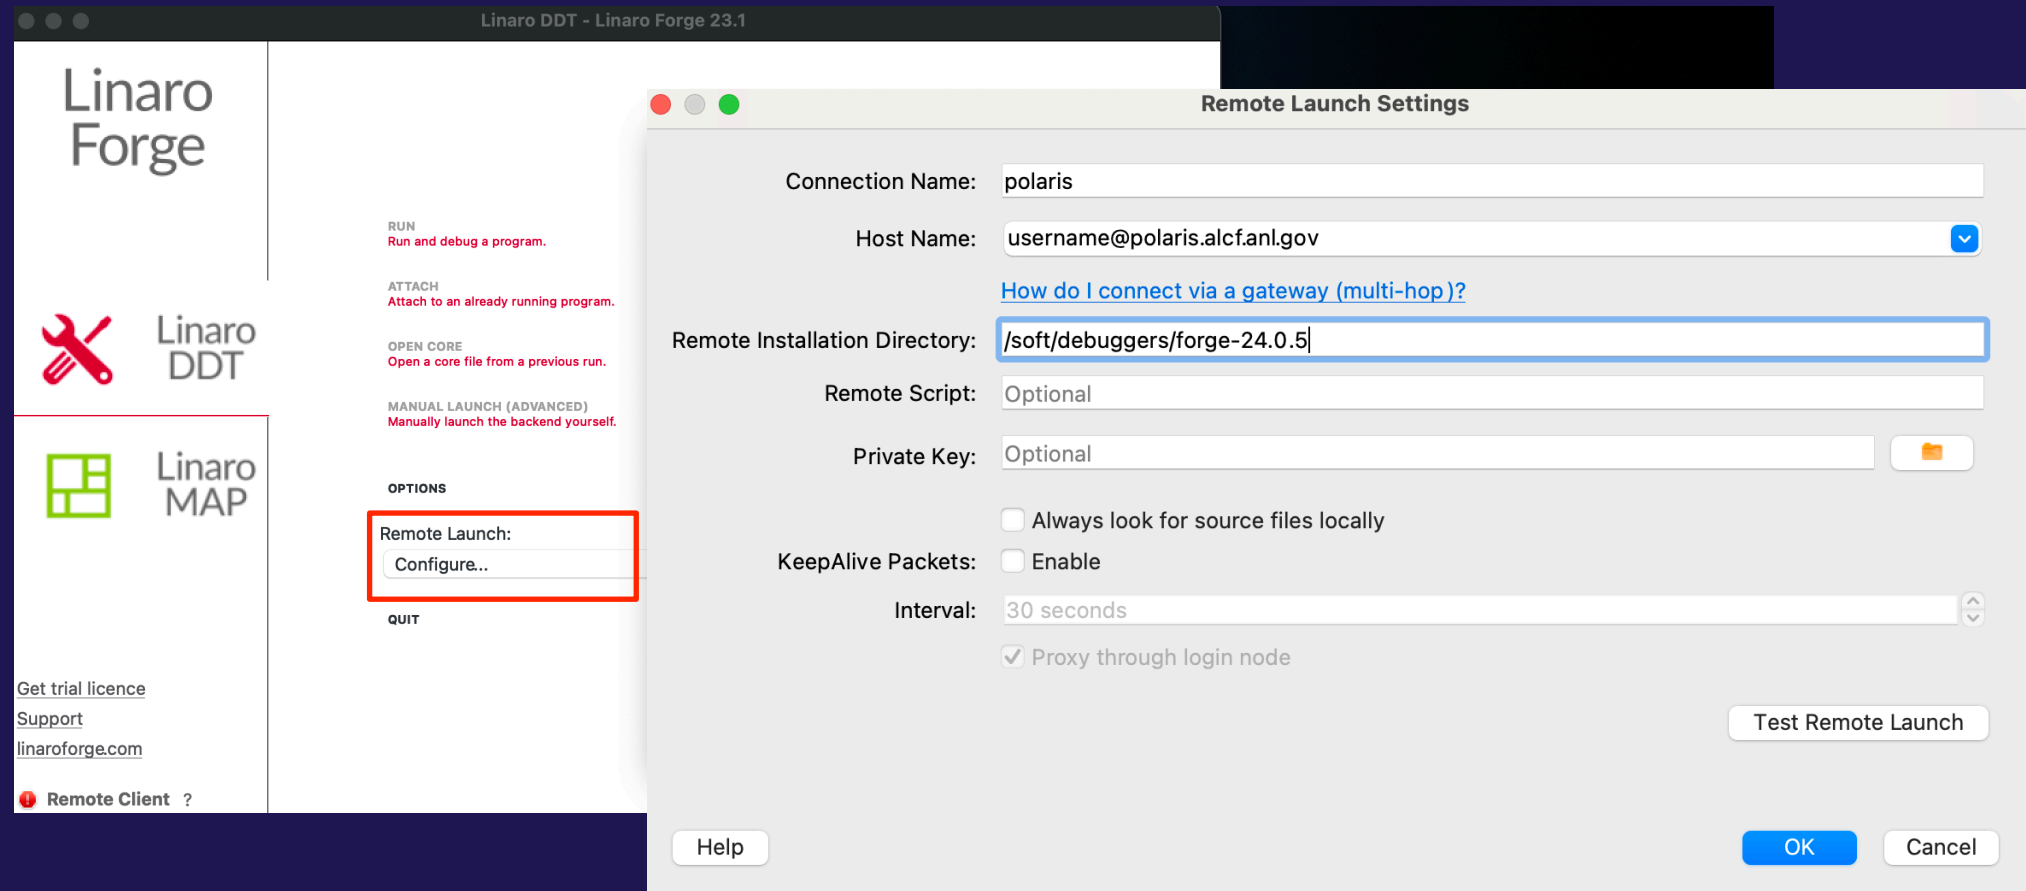 Linaro DDT - Linaro Forge 23.1
Linaro
Forge
RUN
Run and debug a program.
ATTACH
Attach to an already running program.
OPEN CORE
Open a core file from a previous run.
MANUAL LAUNCH (ADVANCED)
Manually launch the backend yourself.
OPTIONS
Remote Launch:
Configure...
QUIT
Linaro
DDT
Linaro
MAP
Get trial licence
Support
linaroforge.com
Remote Client ?
Remote Launch Settings
Connection Name: polaris
Host Name: username@polaris.alcf.anl.gov
How do I connect via a gateway (multi-hop)?
Remote Installation Directory: /soft/debuggers/forge-24.0.5
Remote Script: Optional
Private Key: Optional
Always look for source files locally
KeepAlive Packets: Enable
Interval: 30 seconds
Proxy through login node
Test Remote Launch
Help
OK
Cancel